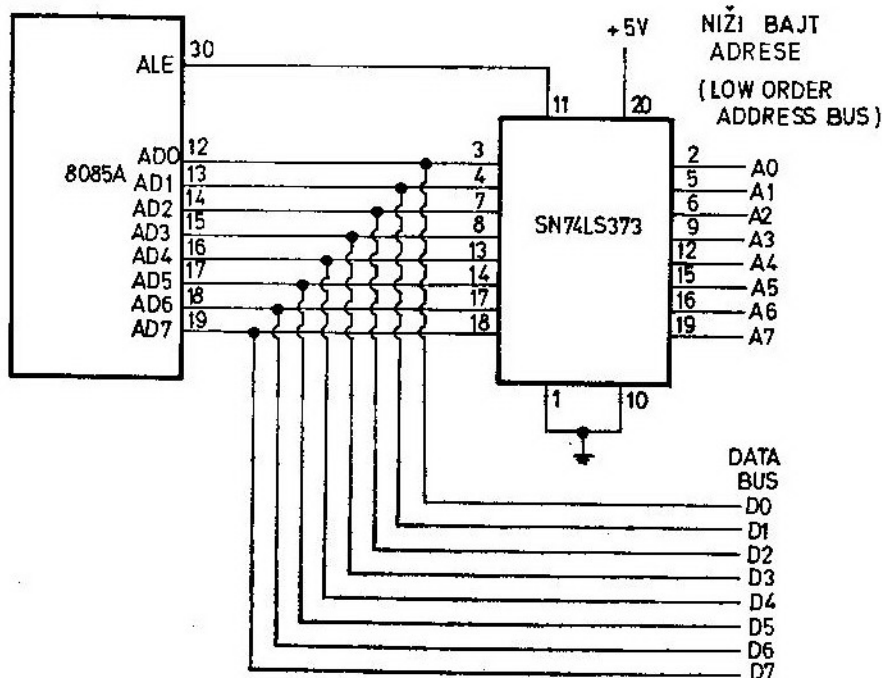 30
ALE
8085A
AD0 12
AD1 13
AD2 14
AD3 15
AD4 16
AD5 17
AD6 18
AD7 19
+5V
11
20
3
4
7
8
13
14
17
18
SN74LS373
1
10
NIŽI BAJT
ADRESE
(LOW ORDER
ADDRESS BUS)
2 A0
5 A1
6 A2
9 A3
12 A4
15 A5
16 A6
19 A7
DATA
BUS
D0
D1
D2
D3
D4
D5
D6
D7